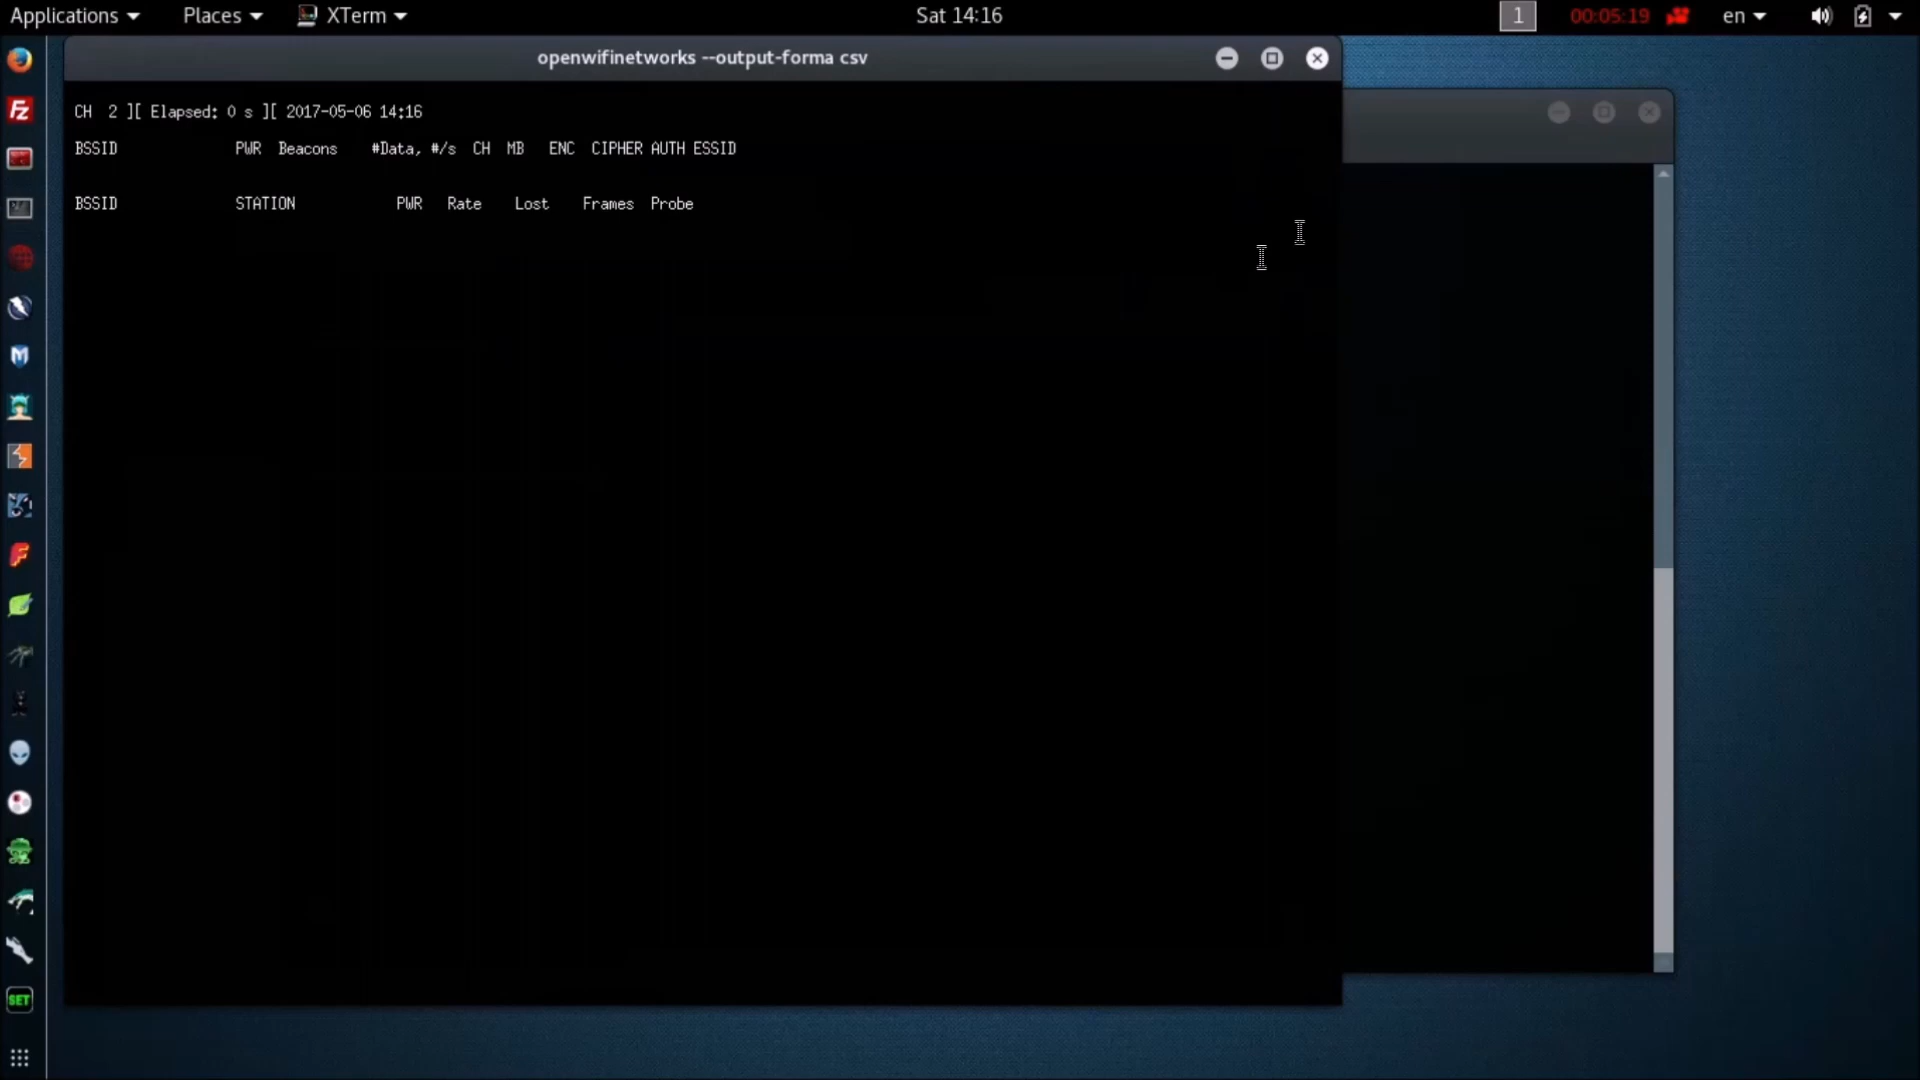 Applications Places XTerm Sat 14:16 1 00:05:19 en
openwifinetworks --output-forma csv
CH 2 ][ Elapsed: 0 s ][ 2017-05-06 14:16
BSSID PWR Beacons #Data, #/s CH MB ENC CIPHER AUTH ESSID
BSSID STATION PWR Rate Lost Frames Probe
Fz
M
F
SET